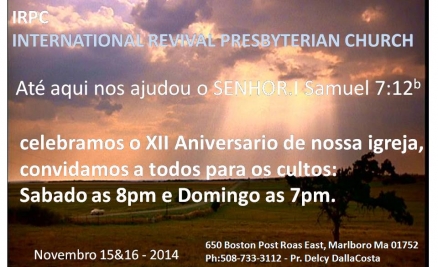 IRPC
INTERNATIONAL REVIVAL PRESBYTERIAN CHURCH
Até aqui nos ajudou o SENHOR I Samuel 7:12ᵇ
celebramos o XII Aniversario de nossa igreja,
convidamos a todos para os cultos:
Sabado as 8pm e Domingo as 7pm.
650 Boston Post Roas East, Marlboro Ma 01752
Novembro 15&16 - 2014 Ph:508-733-3112 - Pr. Delcy DallaCosta